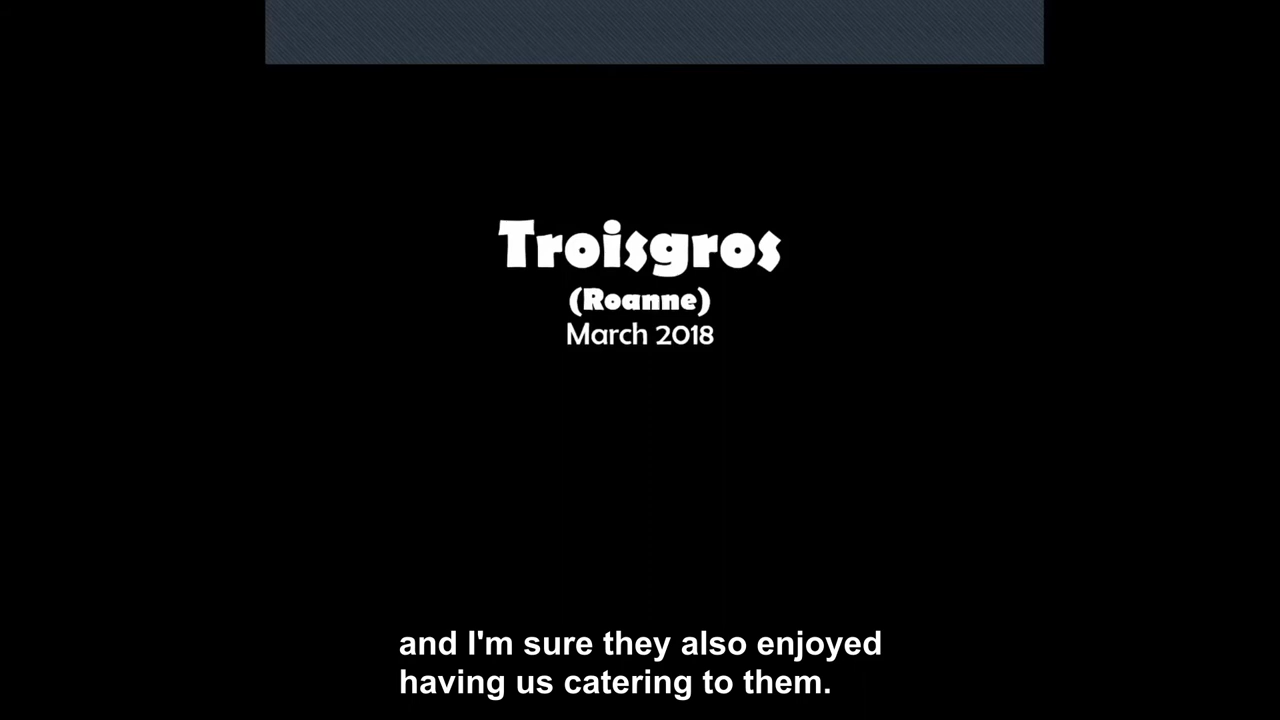 Troisgros
(Roanne)
March 2018
and I'm sure they also enjoyed
having us catering to them.